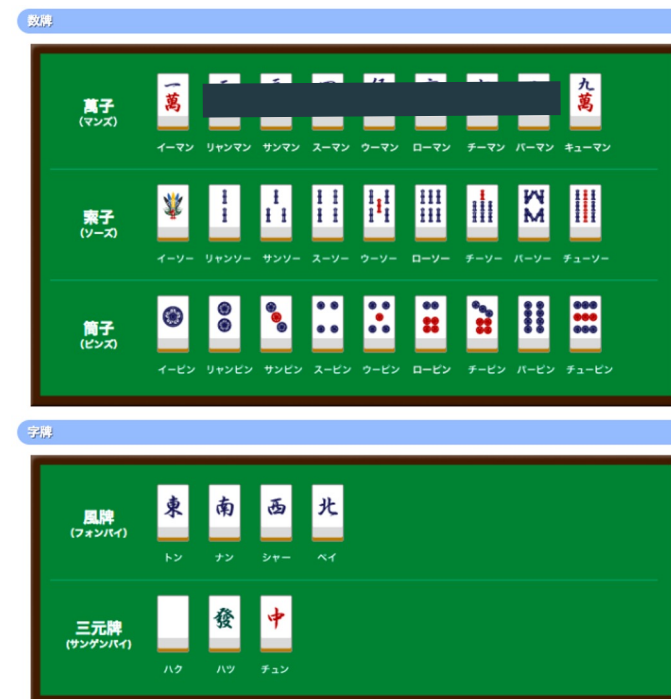 数牌
一 九
萬 萬
萬子
(マンズ)
イーマン リャンマン サンマン スーマン ウーマン ローマン チーマン パーマン キューマン
索子
(ソーズ)
イーソー リャンソー サンソー スーソー ウーソー ローソー チーソー パーソー チューソー
筒子
(ピンズ)
イーピン リャンピン サンピン スーピン ウーピン ローピン チーピン パーピン チューピン
字牌
東 南 西 北
風牌
(フォンパイ)
トン ナン シャー ペイ
發 中
三元牌
(サンゲンパイ)
ハク ハツ チュン